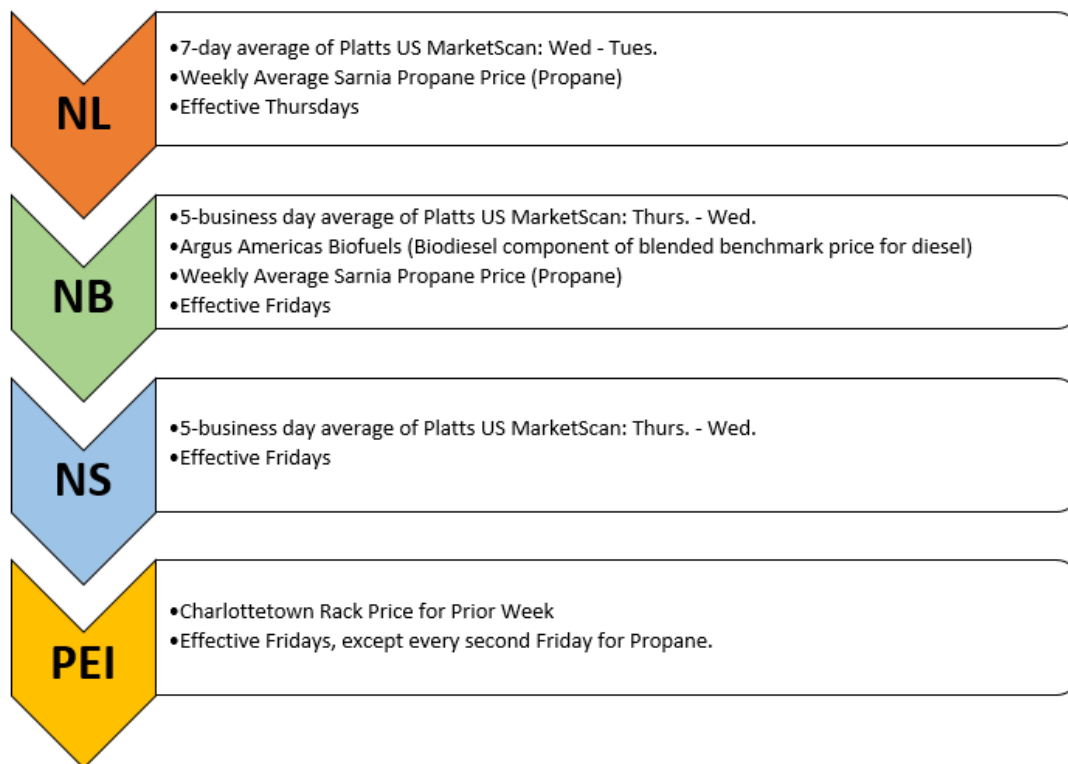 NL
•7-day average of Platts US MarketScan: Wed - Tues.
•Weekly Average Sarnia Propane Price (Propane)
•Effective Thursdays
NB
•5-business day average of Platts US MarketScan: Thurs. - Wed.
•Argus Americas Biofuels (Biodiesel component of blended benchmark price for diesel)
•Weekly Average Sarnia Propane Price (Propane)
•Effective Fridays
NS
•5-business day average of Platts US MarketScan: Thurs. - Wed.
•Effective Fridays
PEI
•Charlottetown Rack Price for Prior Week
•Effective Fridays, except every second Friday for Propane.